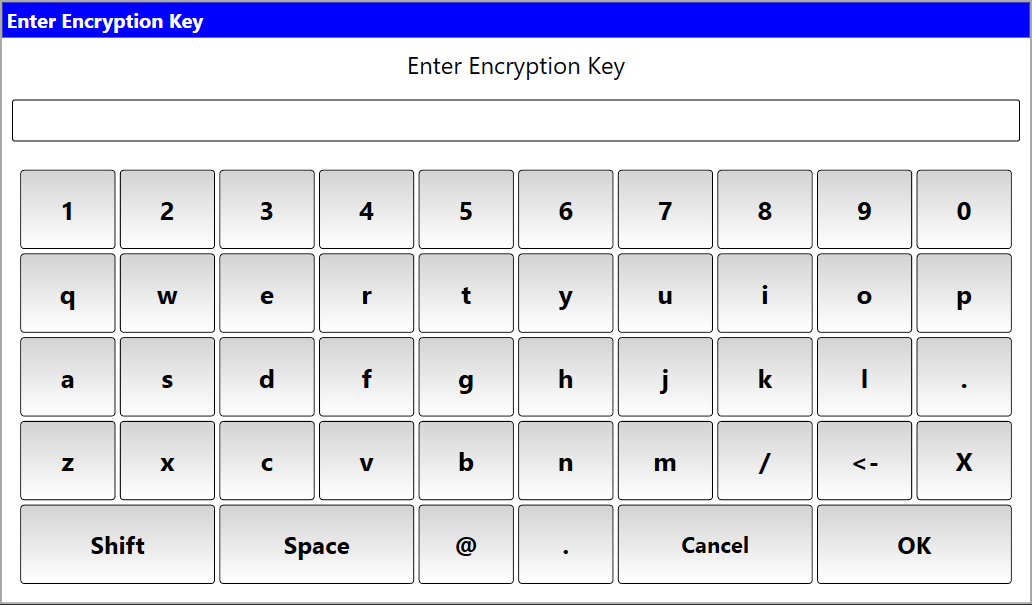 Enter Encryption Key
Enter Encryption Key
1 2 3 4 5 6 7 8 9 0
q w e r t y u i o p
a s d f g h j k l .
z x c v b n m / <- X
Shift Space @ . Cancel OK